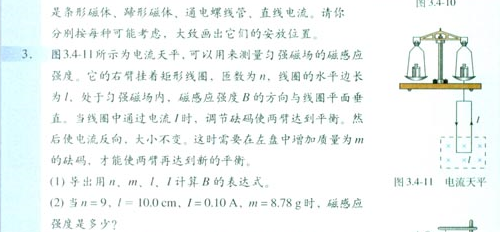 图3.4-10
是条形磁体、蹄形磁体、通电螺线管、直线电流。请你
分别按每种可能考虑，大致画出它们的安放位置。
3. 图3.4-11所示为电流天平，可以用来测量匀强磁场的磁感应
强度。它的右臂挂着矩形线圈，匝数为n，线圈的水平边长
为l，处于匀强磁场内，磁感应强度B的方向与线圈平面垂
直。当线圈中通过电流I时，调节砝码使两臂达到平衡。然
后使电流反向，大小不变。这时需要在左盘中增加质量为m
的砝码，才能使两臂再达到新的平衡。
(1) 导出用n、m、l、I计算B的表达式。
(2) 当n=9，l=10.0 cm，I=0.10 A，m=8.78 g时，磁感应
强度是多少？
I
l
图3.4-11 电流天平